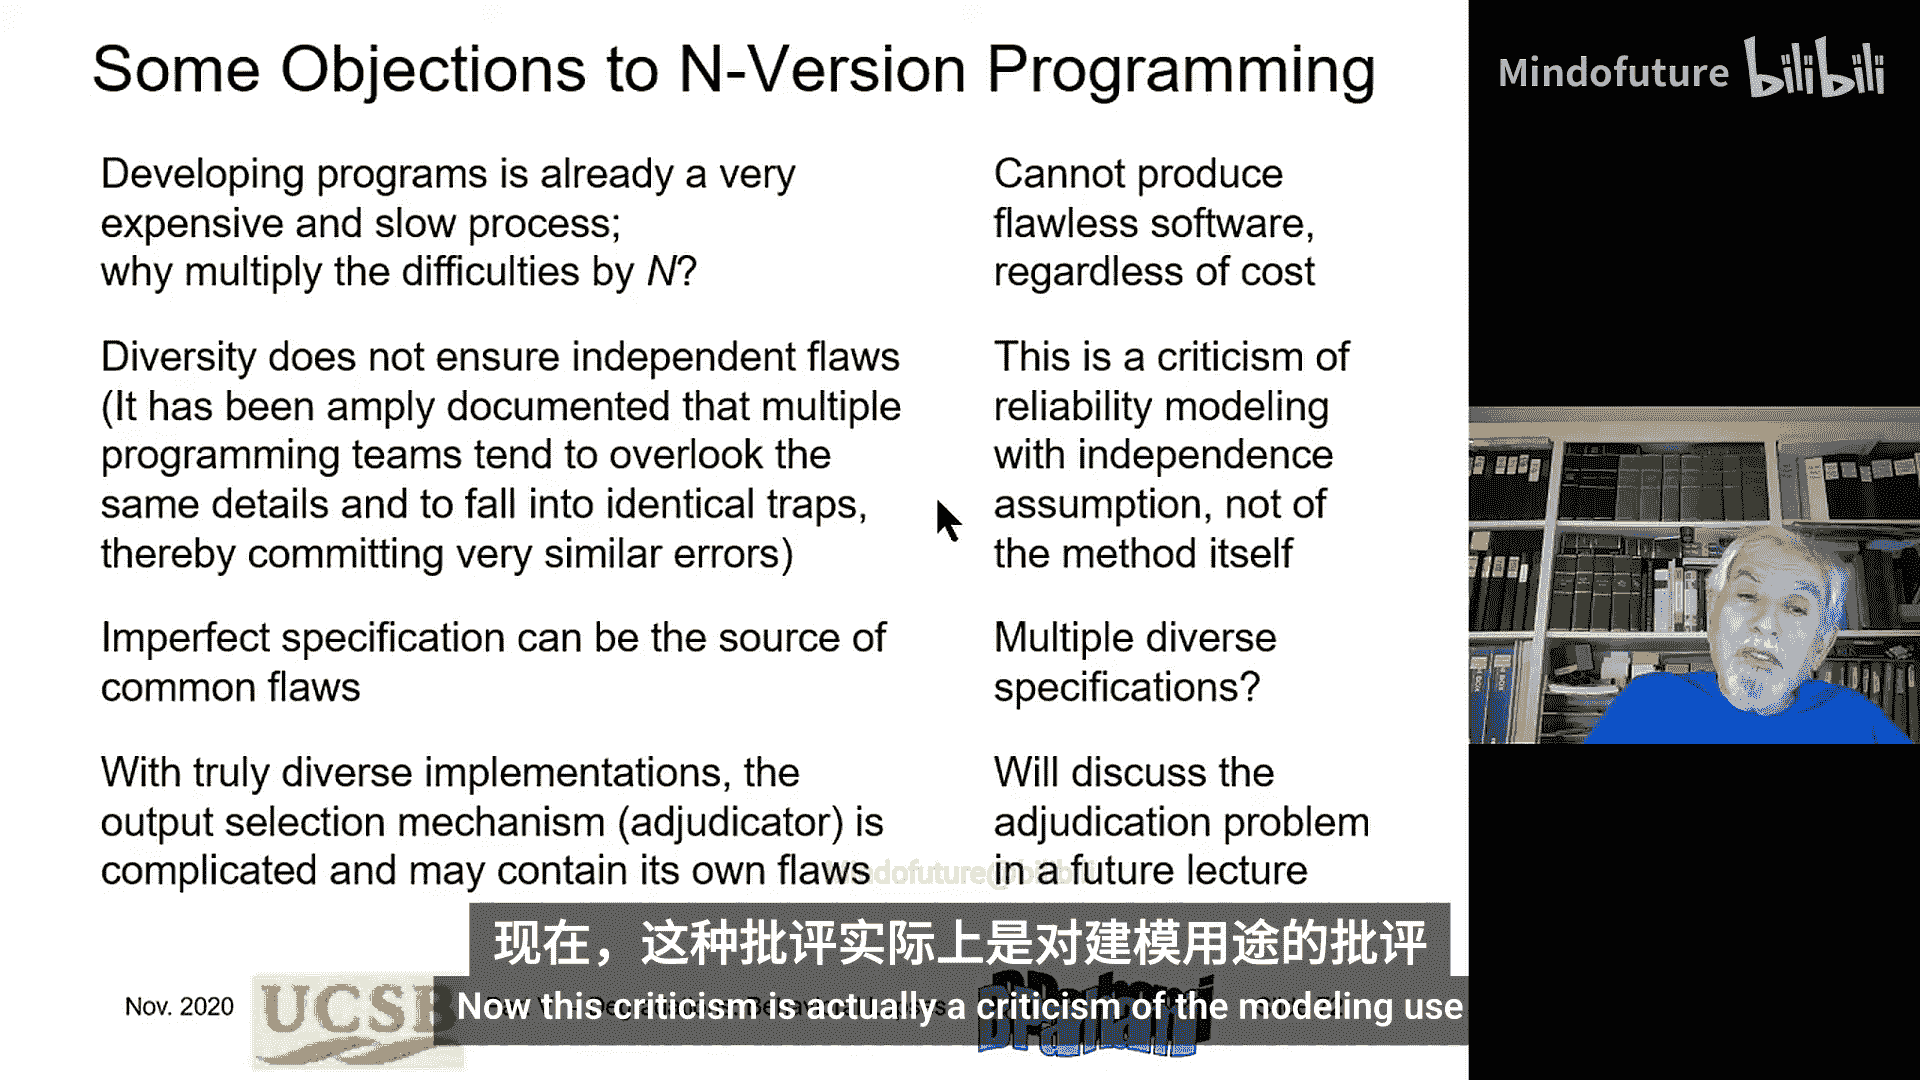 Some Objections to N-Version Programming
Mindofuture bilibili
Developing programs is already a very
expensive and slow process;
why multiply the difficulties by N?
Cannot produce
flawless software,
regardless of cost
Diversity does not ensure independent flaws
(It has been amply documented that multiple
programming teams tend to overlook the
same details and to fall into identical traps,
thereby committing very similar errors)
This is a criticism of
reliability modeling
with independence
assumption, not of
the method itself
Imperfect specification can be the source of
common flaws
Multiple diverse
specifications?
With truly diverse implementations, the
output selection mechanism (adjudicator) is
complicated and may contain its own flaws
Will discuss the
adjudication problem
in a future lecture
Mindofuture@bilibili
现在，这种批评实际上是对建模用途的批评
Now this criticism is actually a criticism of the modeling use
Nov. 2020
UCSB